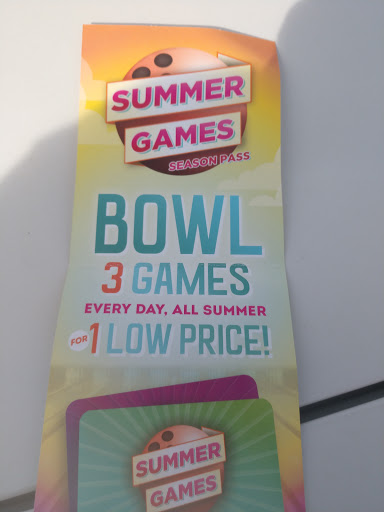 SUMMER
GAMES
SEASON PASS
BOWL
3 GAMES
EVERY DAY, ALL SUMMER
FOR 1 LOW PRICE!
SUMMER
GAMES